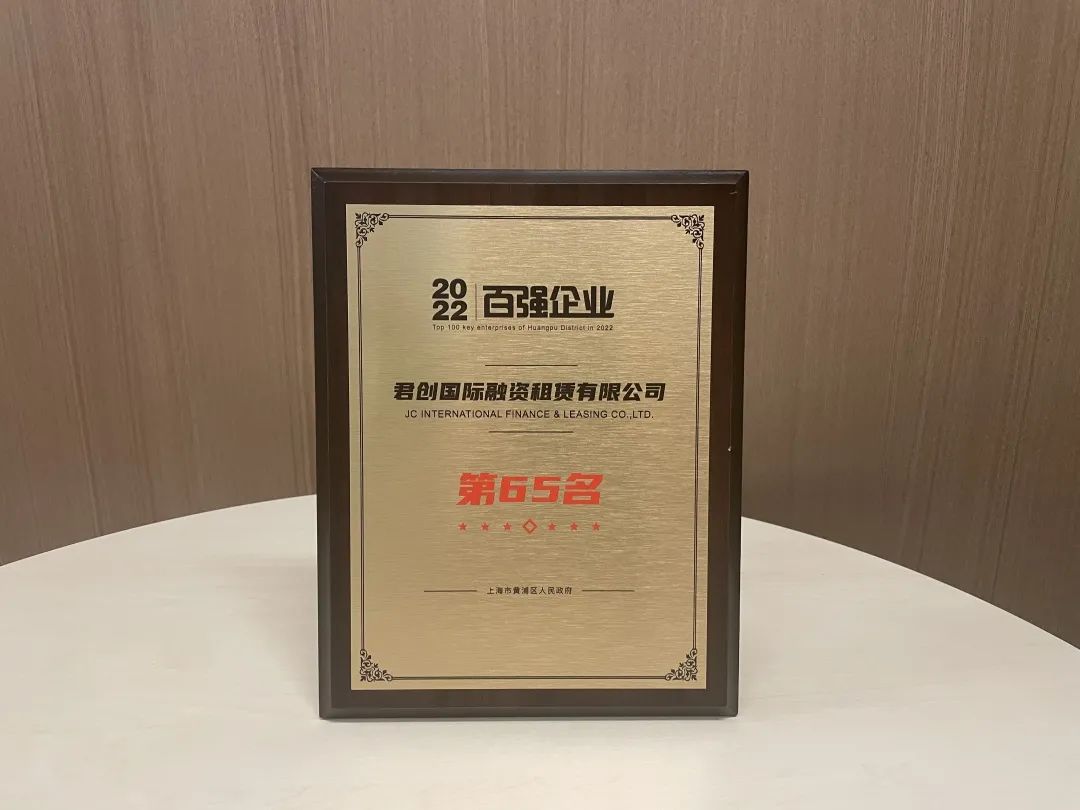 2022 百强企业
Top 100 key enterprises of Huangpu District in 2022
君创国际融资租赁有限公司
JC INTERNATIONAL FINANCE & LEASING CO.,LTD.
第65名
上海市黄浦区人民政府